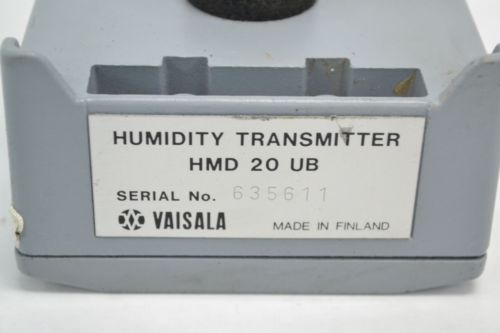 HUMIDITY TRANSMITTER
HMD 20 UB
SERIAL No. 635611
VAISALA MADE IN FINLAND